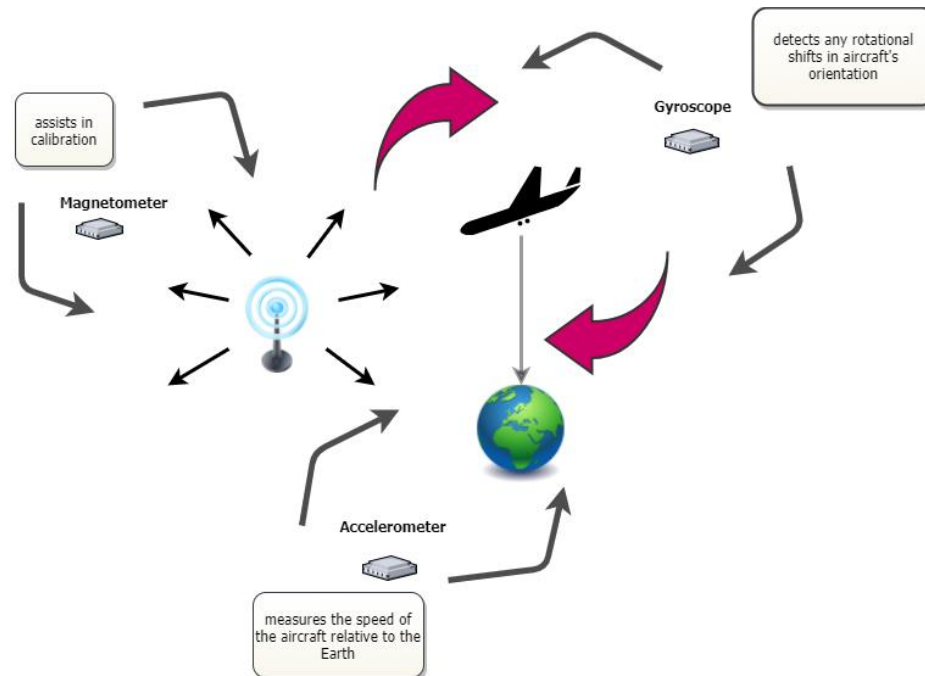 assists in
calibration
Magnetometer
detects any rotational
shifts in aircraft's
orientation
Gyroscope
Accelerometer
measures the speed of
the aircraft relative to the
Earth